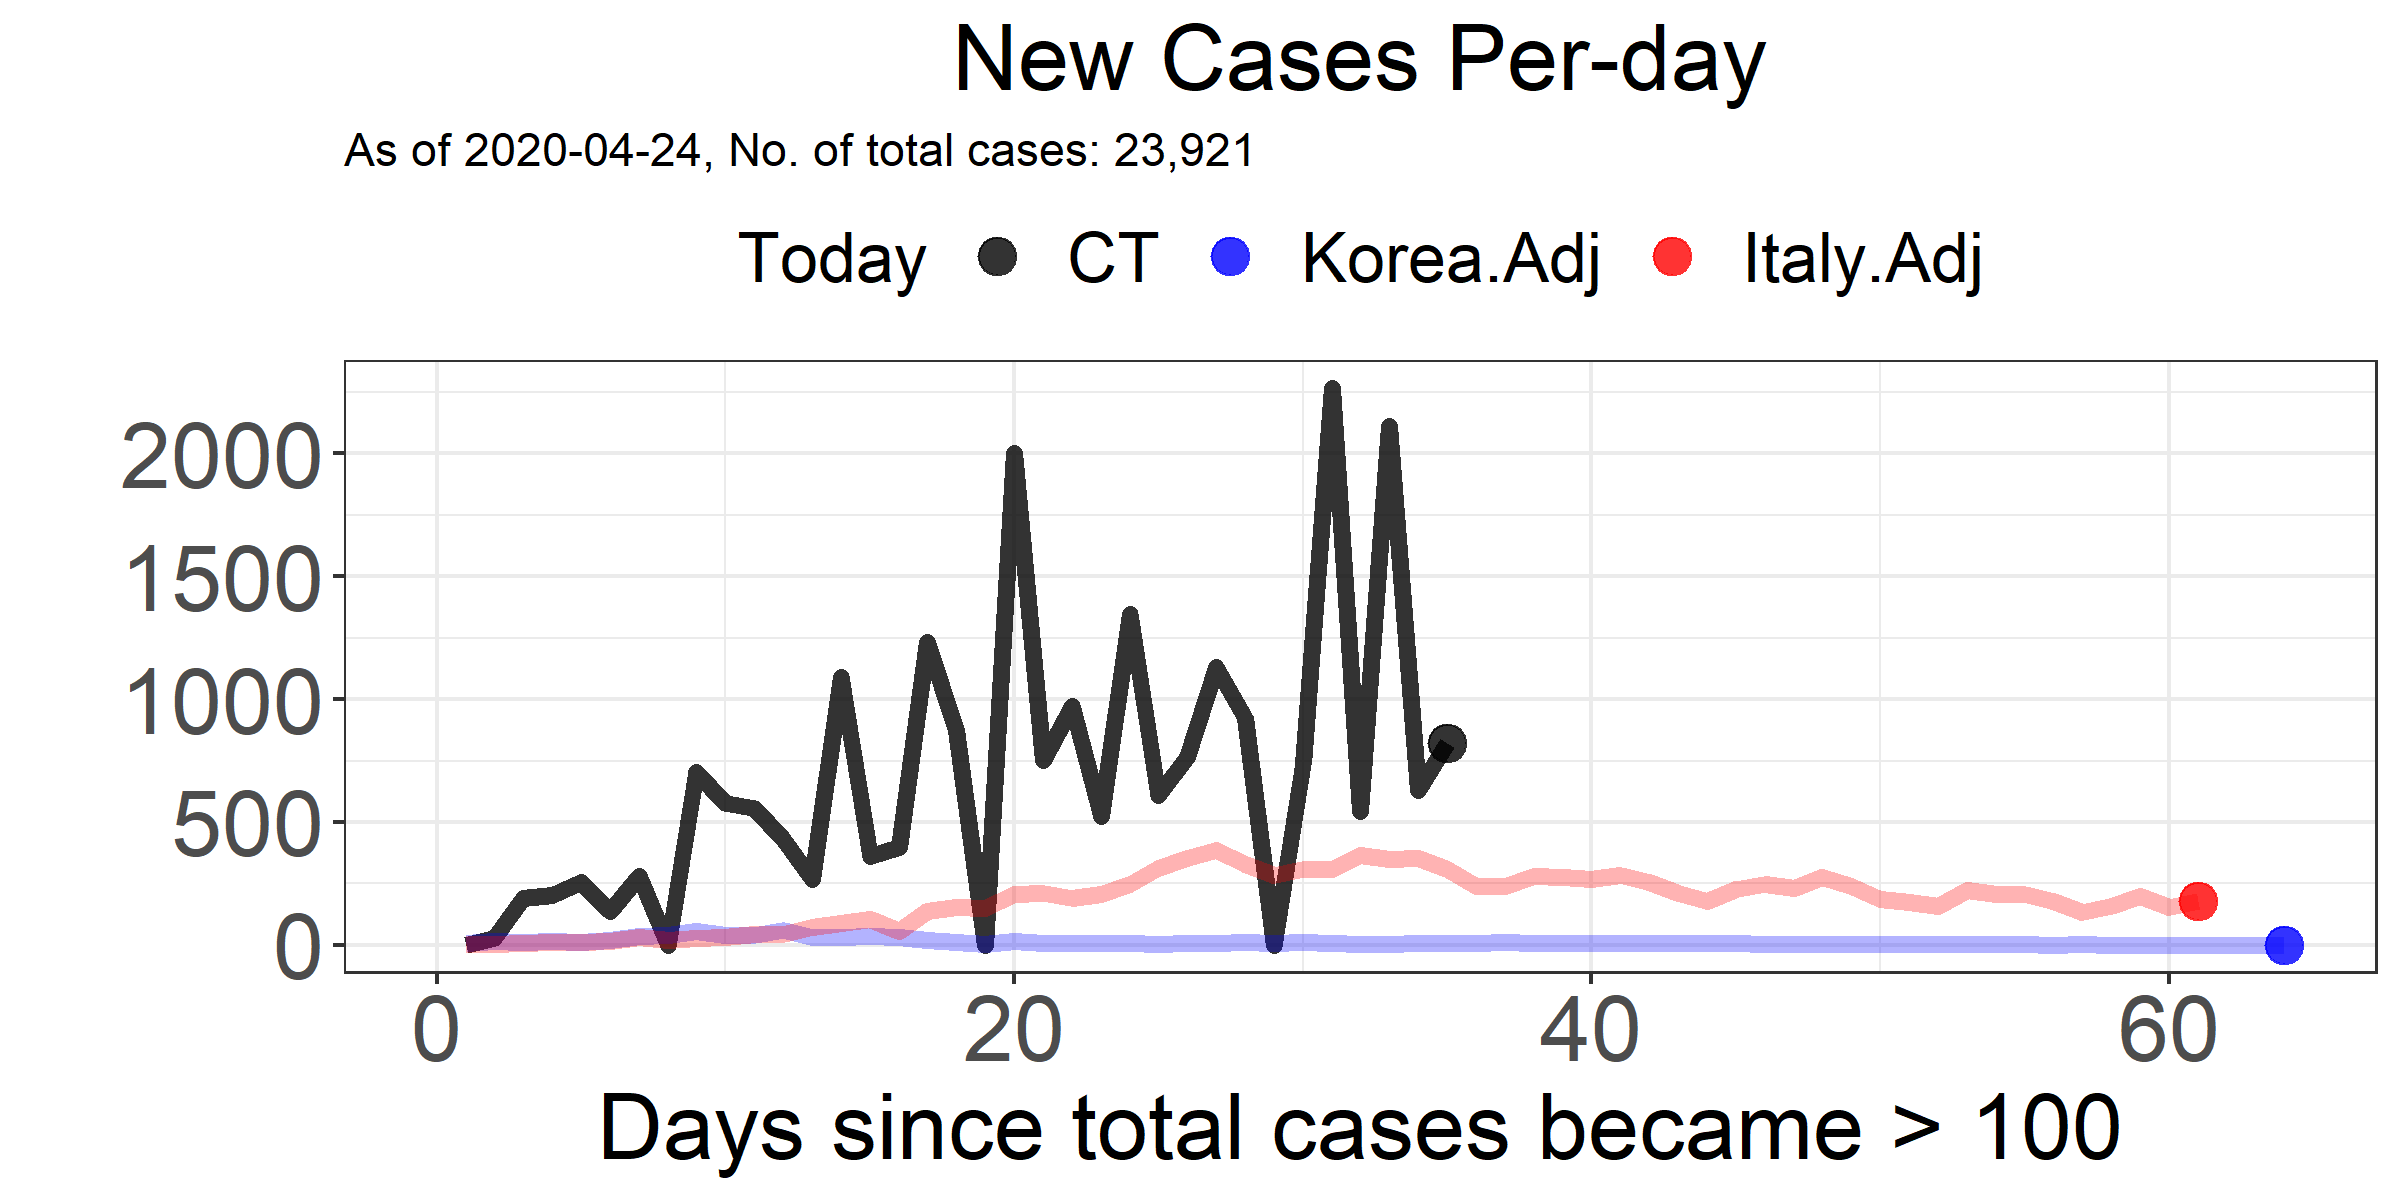 New Cases Per-day
As of 2020-04-24, No. of total cases: 23,921
Today CT Korea.Adj Italy.Adj
2000
1500
1000
500
0
0 20 40 60
Days since total cases became > 100